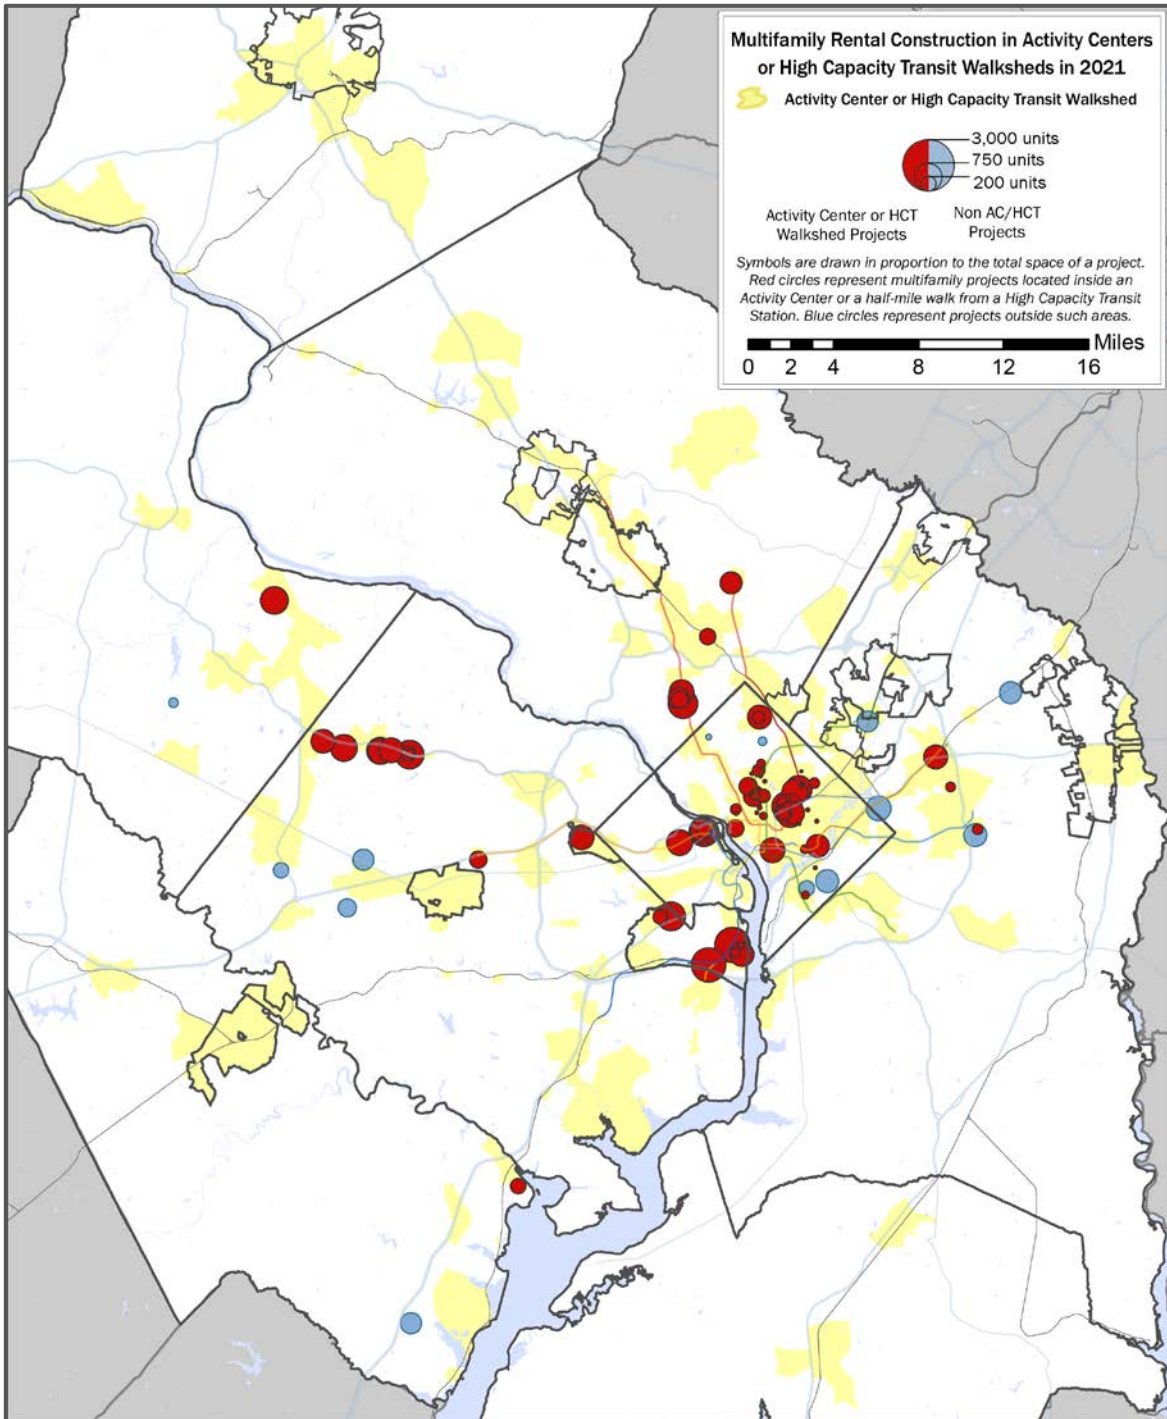 Multifamily Rental Construction in Activity Centers
or High Capacity Transit Walksheds in 2021
Activity Center or High Capacity Transit Walkshed
3,000 units
750 units
200 units
Activity Center or HCT
Walkshed Projects
Non AC/HCT
Projects
Symbols are drawn in proportion to the total space of a project.
Red circles represent multifamily projects located inside an
Activity Center or a half-mile walk from a High Capacity Transit
Station. Blue circles represent projects outside such areas.
Miles
0 2 4 8 12 16